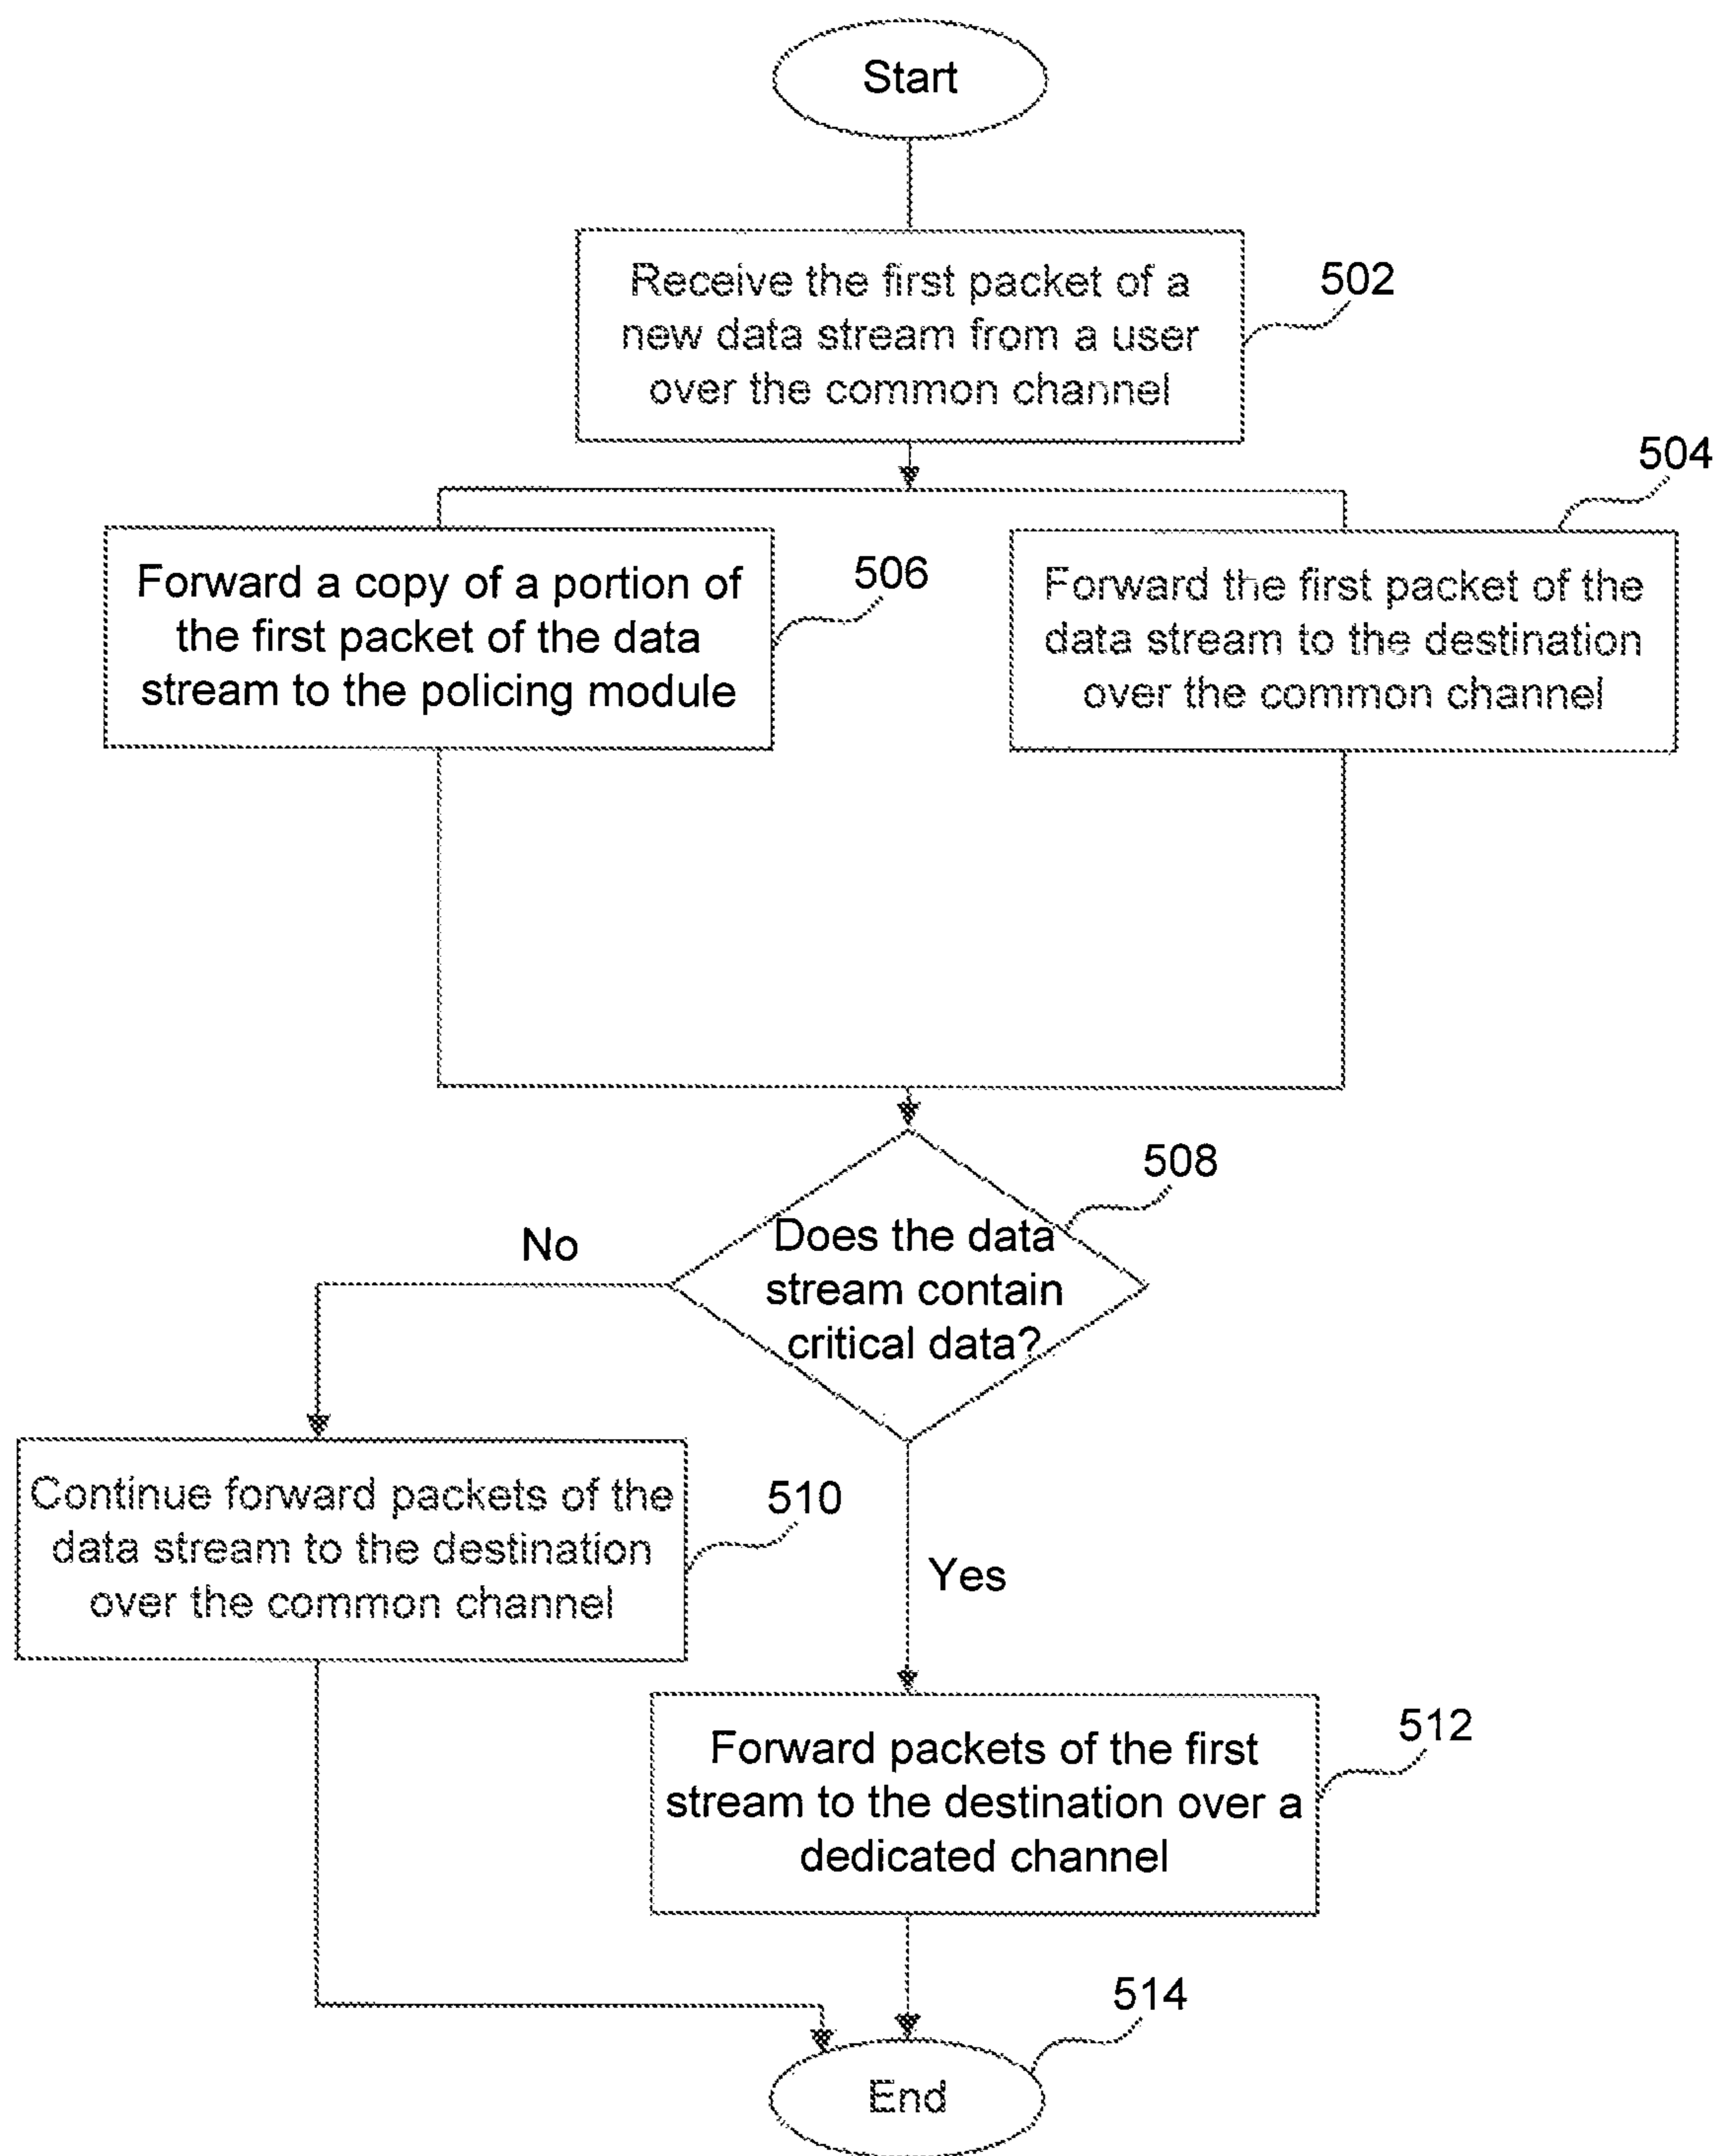 Start
Receive the first packet of a
new data stream from a user
over the common channel
502
504
Forward a copy of a portion of
the first packet of the data
stream to the policing module
506
Forward the first packet of the
data stream to the destination
over the common channel
508
Does the data
stream contain
critical data?
No
Continue forward packets of the
data stream to the destination
over the common channel
510
Yes
Forward packets of the first
stream to the destination over a
dedicated channel
512
514
End